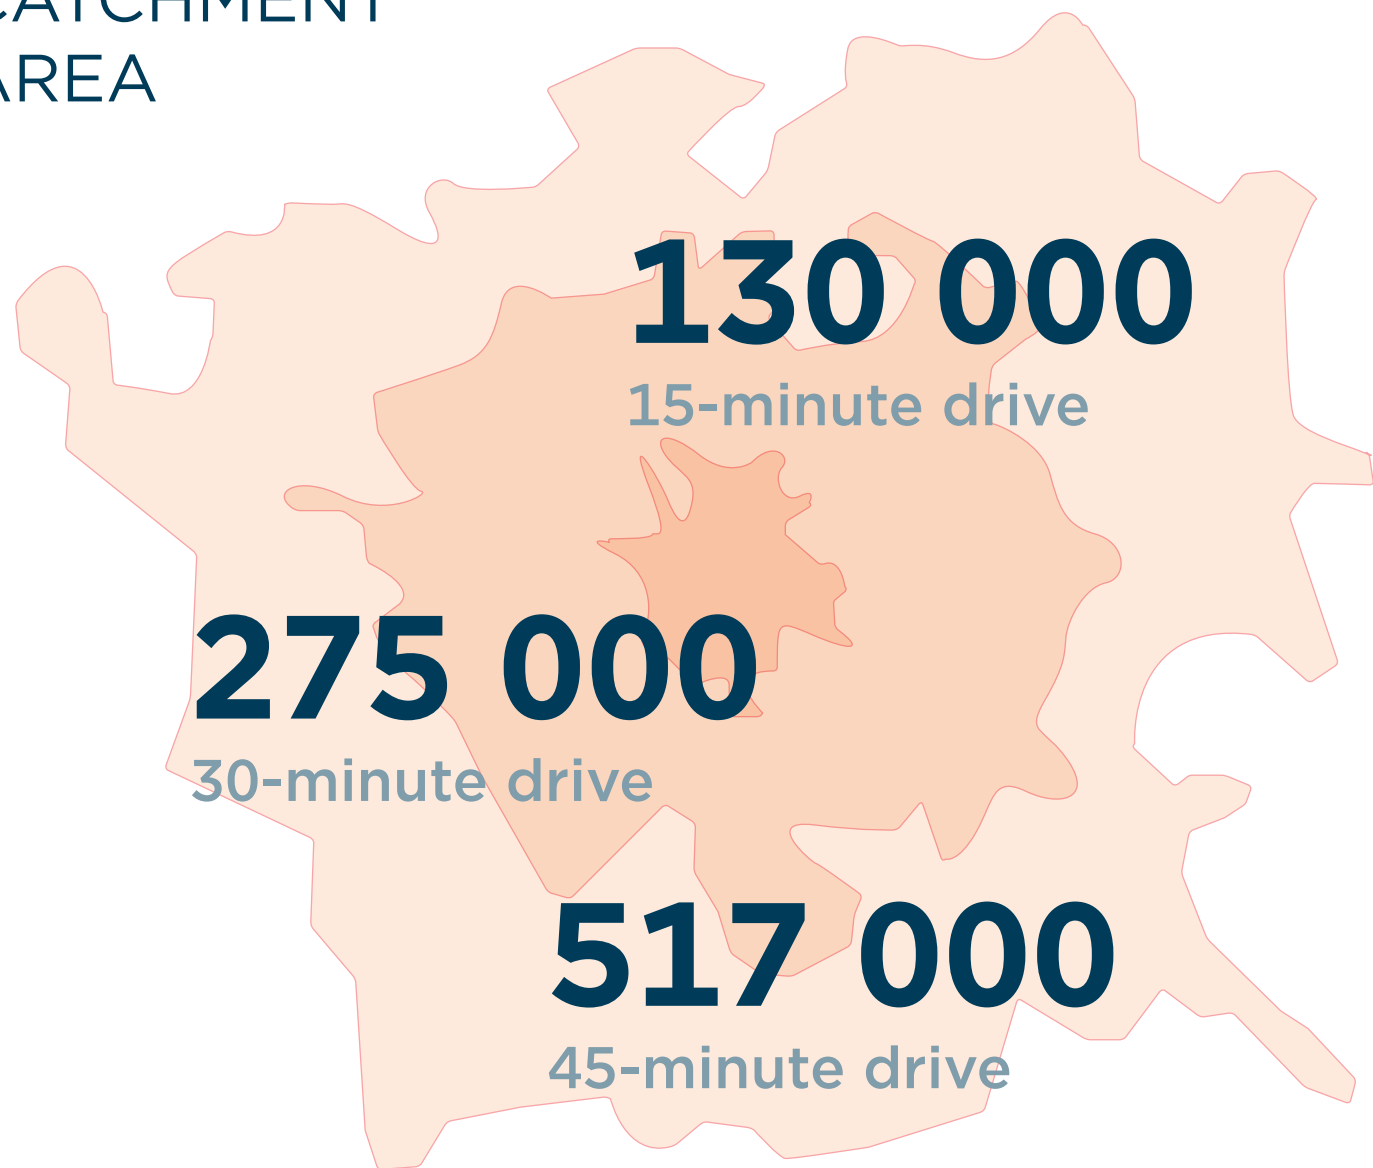 CATCHMENT
AREA
130 000
15-minute drive
275 000
30-minute drive
517 000
45-minute drive